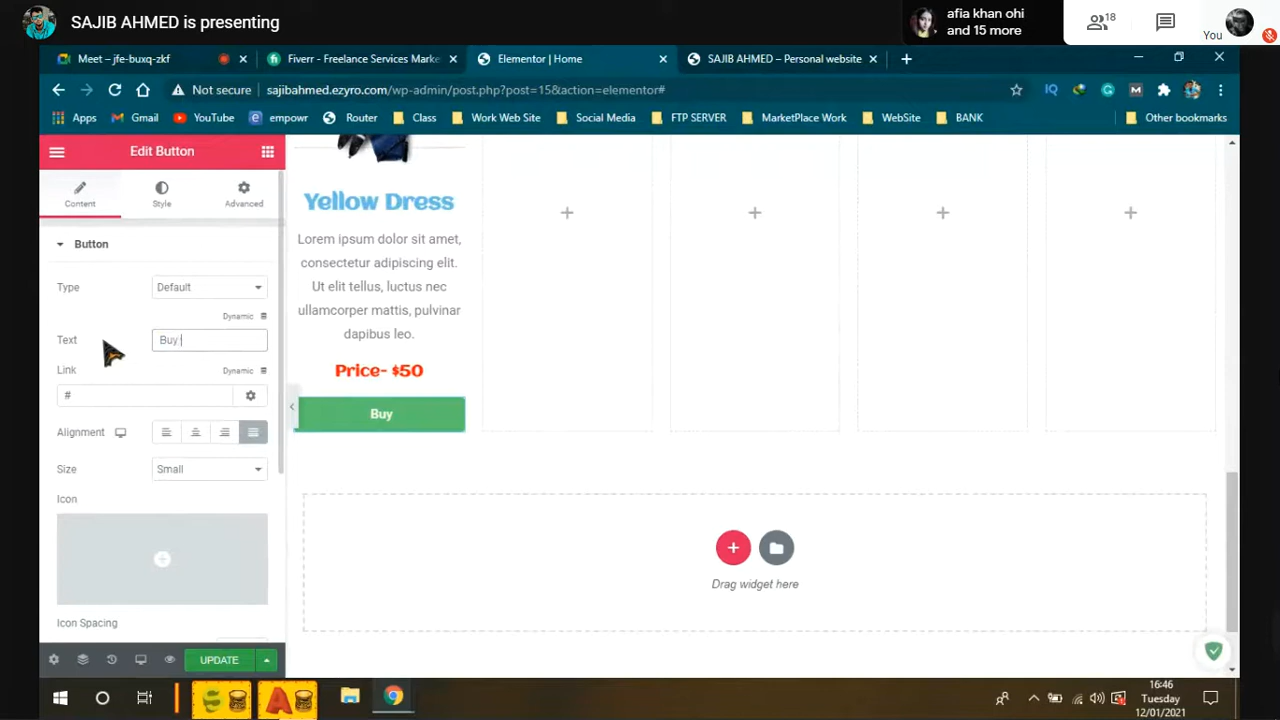 SAJIB AHMED is presenting
afia khan ohi
and 15 more
18
You
Meet – jfe-buxq-zkf
Fiverr - Freelance Services Marke
Elementor | Home
SAJIB AHMED – Personal website
Not secure
sajibahmed.ezyro.com/wp-admin/post.php?post=15&action=elementor#
Apps
Gmail
YouTube
empowr
Router
Class
Work Web Site
Social Media
FTP SERVER
MarketPlace Work
WebSite
BANK
Other bookmarks
Edit Button
Content
Style
Advanced
Button
Type
Default
Dynamic
Text
Buy
Link
Dynamic
#
Alignment
Size
Small
Icon
Icon Spacing
UPDATE
Yellow Dress
Lorem ipsum dolor sit amet,
consectetur adipiscing elit.
Ut elit tellus, luctus nec
ullamcorper mattis, pulvinar
dapibus leo.
Price- $50
Buy
Drag widget here
16:46
Tuesday
12/01/2021